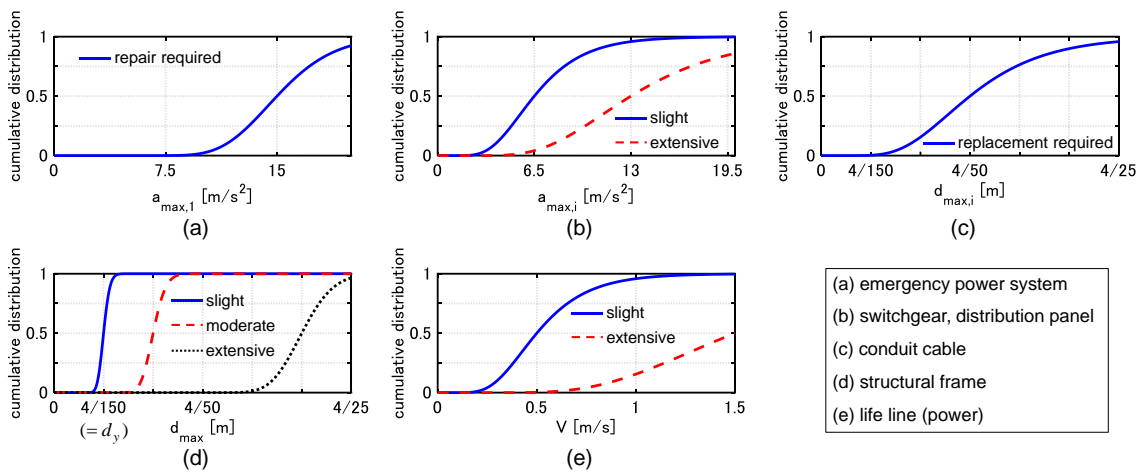 cumulative distribution
1
0.5
0
repair required
0 7.5 15
a_max,1 [m/s²]
(a)
cumulative distribution
1
0.5
0
slight
extensive
0 6.5 13 19.5
a_max,i [m/s²]
(b)
cumulative distribution
1
0.5
0
replacement required
0 4/150 4/50 4/25
d_max,i [m]
(c)
cumulative distribution
1
0.5
0
slight
moderate
extensive
0 4/150 4/50 4/25
(= d_y) d_max [m]
(d)
cumulative distribution
1
0.5
0
slight
extensive
0 0.5 1 1.5
V [m/s]
(e)
(a) emergency power system
(b) switchgear, distribution panel
(c) conduit cable
(d) structural frame
(e) life line (power)